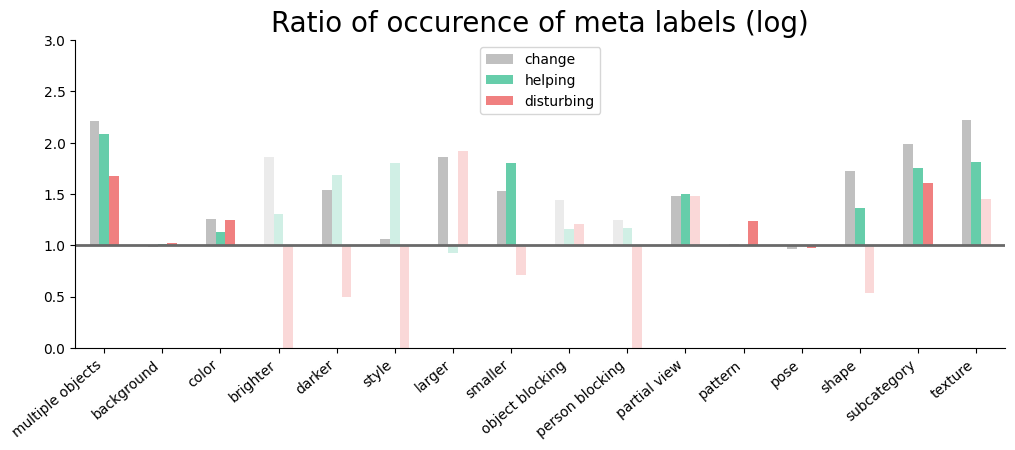 Ratio of occurence of meta labels (log)
3.0
2.5
2.0
1.5
1.0
0.5
0.0
change
helping
disturbing
multiple objects
background
color
brighter
darker
style
larger
smaller
object blocking
person blocking
partial view
pattern
pose
shape
subcategory
texture